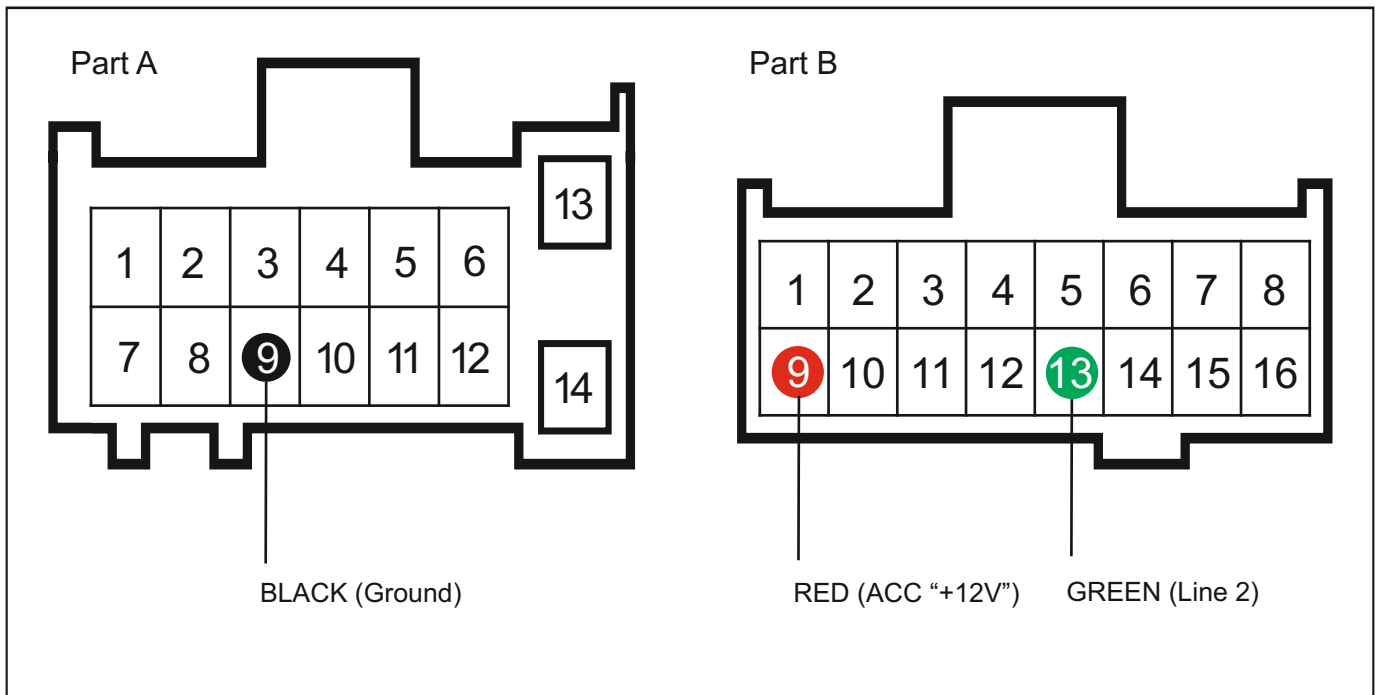 Part A
1 2 3 4 5 6
7 8 9 10 11 12
13
14
BLACK (Ground)
Part B
1 2 3 4 5 6 7 8
9 10 11 12 13 14 15 16
RED (ACC “+12V”)
GREEN (Line 2)